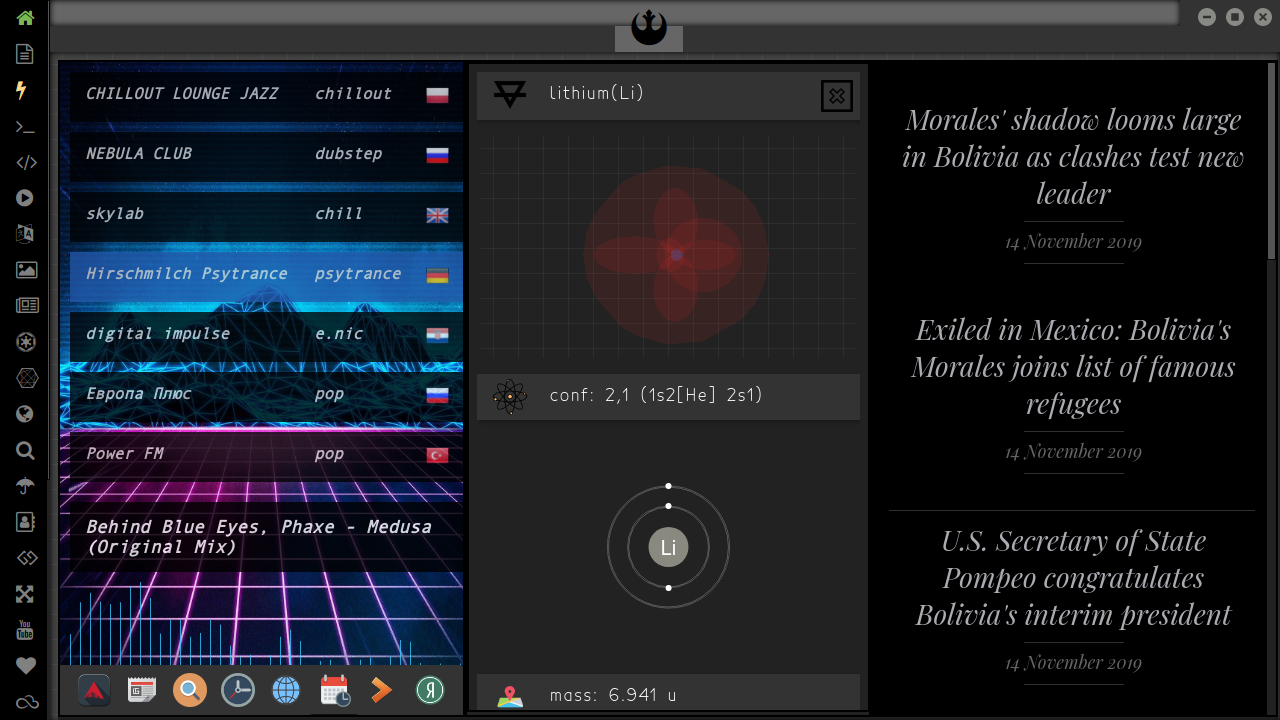 CHILLOUT LOUNGE JAZZ chillout
NEBULA CLUB dubstep
skylab chill
Hirschmilch Psytrance psytrance
digital impulse e.nic
Европа Плюс pop
Power FM pop
Behind Blue Eyes, Phaxe - Medusa
(Original Mix)
Я
lithium(Li)
conf: 2,1 (1s2[He] 2s1)
Li
mass: 6.941 u
Morales' shadow looms large
in Bolivia as clashes test new
leader
14 November 2019
Exiled in Mexico: Bolivia's
Morales joins list of famous
refugees
14 November 2019
U.S. Secretary of State
Pompeo congratulates
Bolivia's interim president
14 November 2019
You
Tube